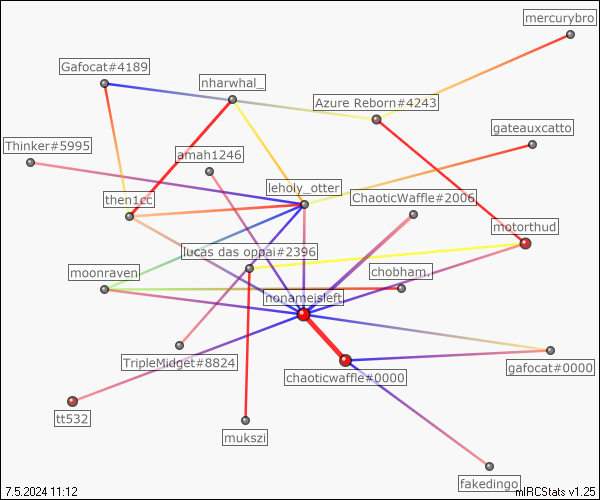 mercurybro
Gafocat#4189
nharwhal_
Azure Reborn#4243
gateauxcatto
Thinker#5995
amah1246
leholy_otter
ChaoticWaffle#2006
then1cc
motorthud
lucas das oppai#2396
moonraven
chobham.
nonameisleft
TripleMidget#8824
chaoticwaffle#0000
gafocat#0000
tt532
mukszi
fakedingo
7.5.2024 11:12
mIRCStats v1.25